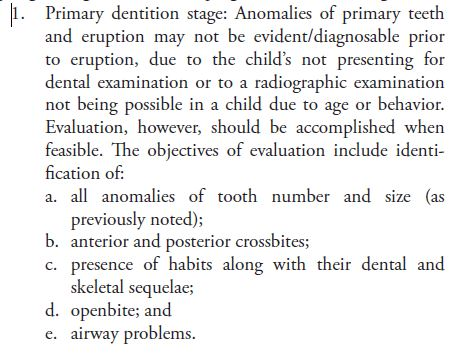 1. Primary dentition stage: Anomalies of primary teeth
and eruption may not be evident/diagnosable prior
to eruption, due to the child’s not presenting for
dental examination or to a radiographic examination
not being possible in a child due to age or behavior.
Evaluation, however, should be accomplished when
feasible. The objectives of evaluation include identi-
fication of:
a. all anomalies of tooth number and size (as
previously noted);
b. anterior and posterior crossbites;
c. presence of habits along with their dental and
skeletal sequelae;
d. openbite; and
e. airway problems.